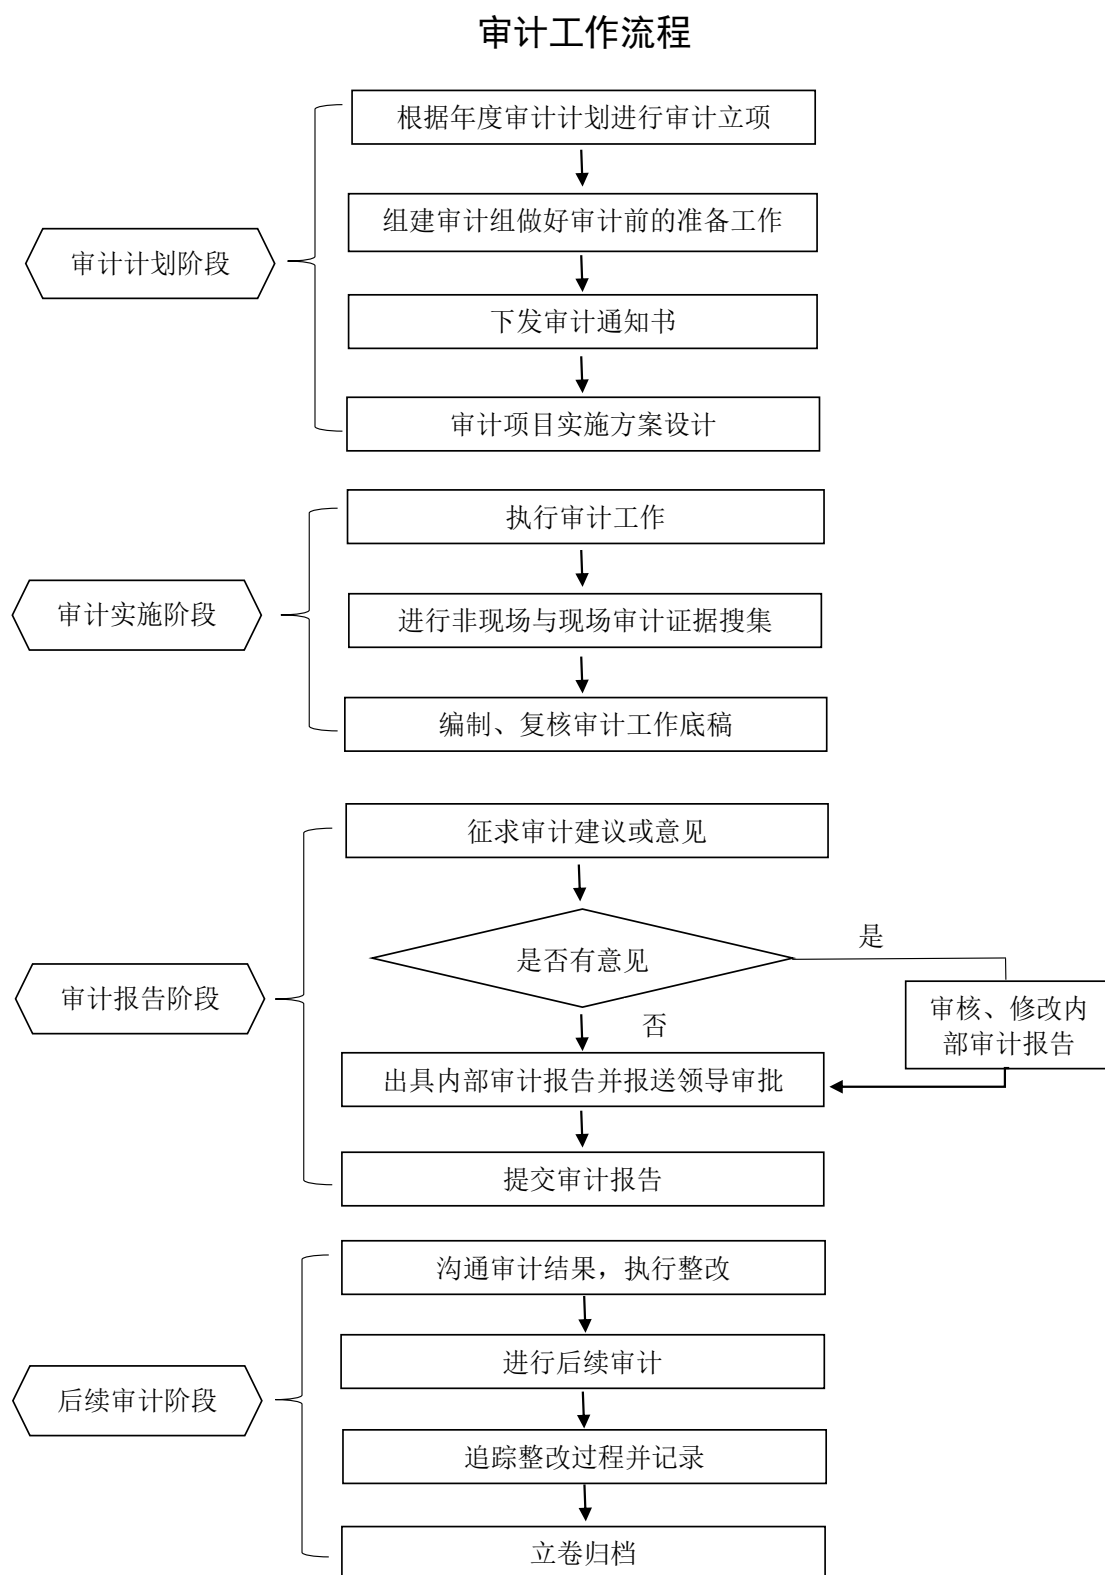 审计工作流程
根据年度审计计划进行审计立项
组建审计组做好审计前的准备工作
审计计划阶段
下发审计通知书
审计项目实施方案设计
执行审计工作
审计实施阶段
进行非现场与现场审计证据搜集
编制、复核审计工作底稿
征求审计建议或意见
是否有意见
是
审计报告阶段
审核、修改内
部审计报告
否
出具内部审计报告并报送领导审批
提交审计报告
沟通审计结果，执行整改
进行后续审计
后续审计阶段
追踪整改过程并记录
立卷归档